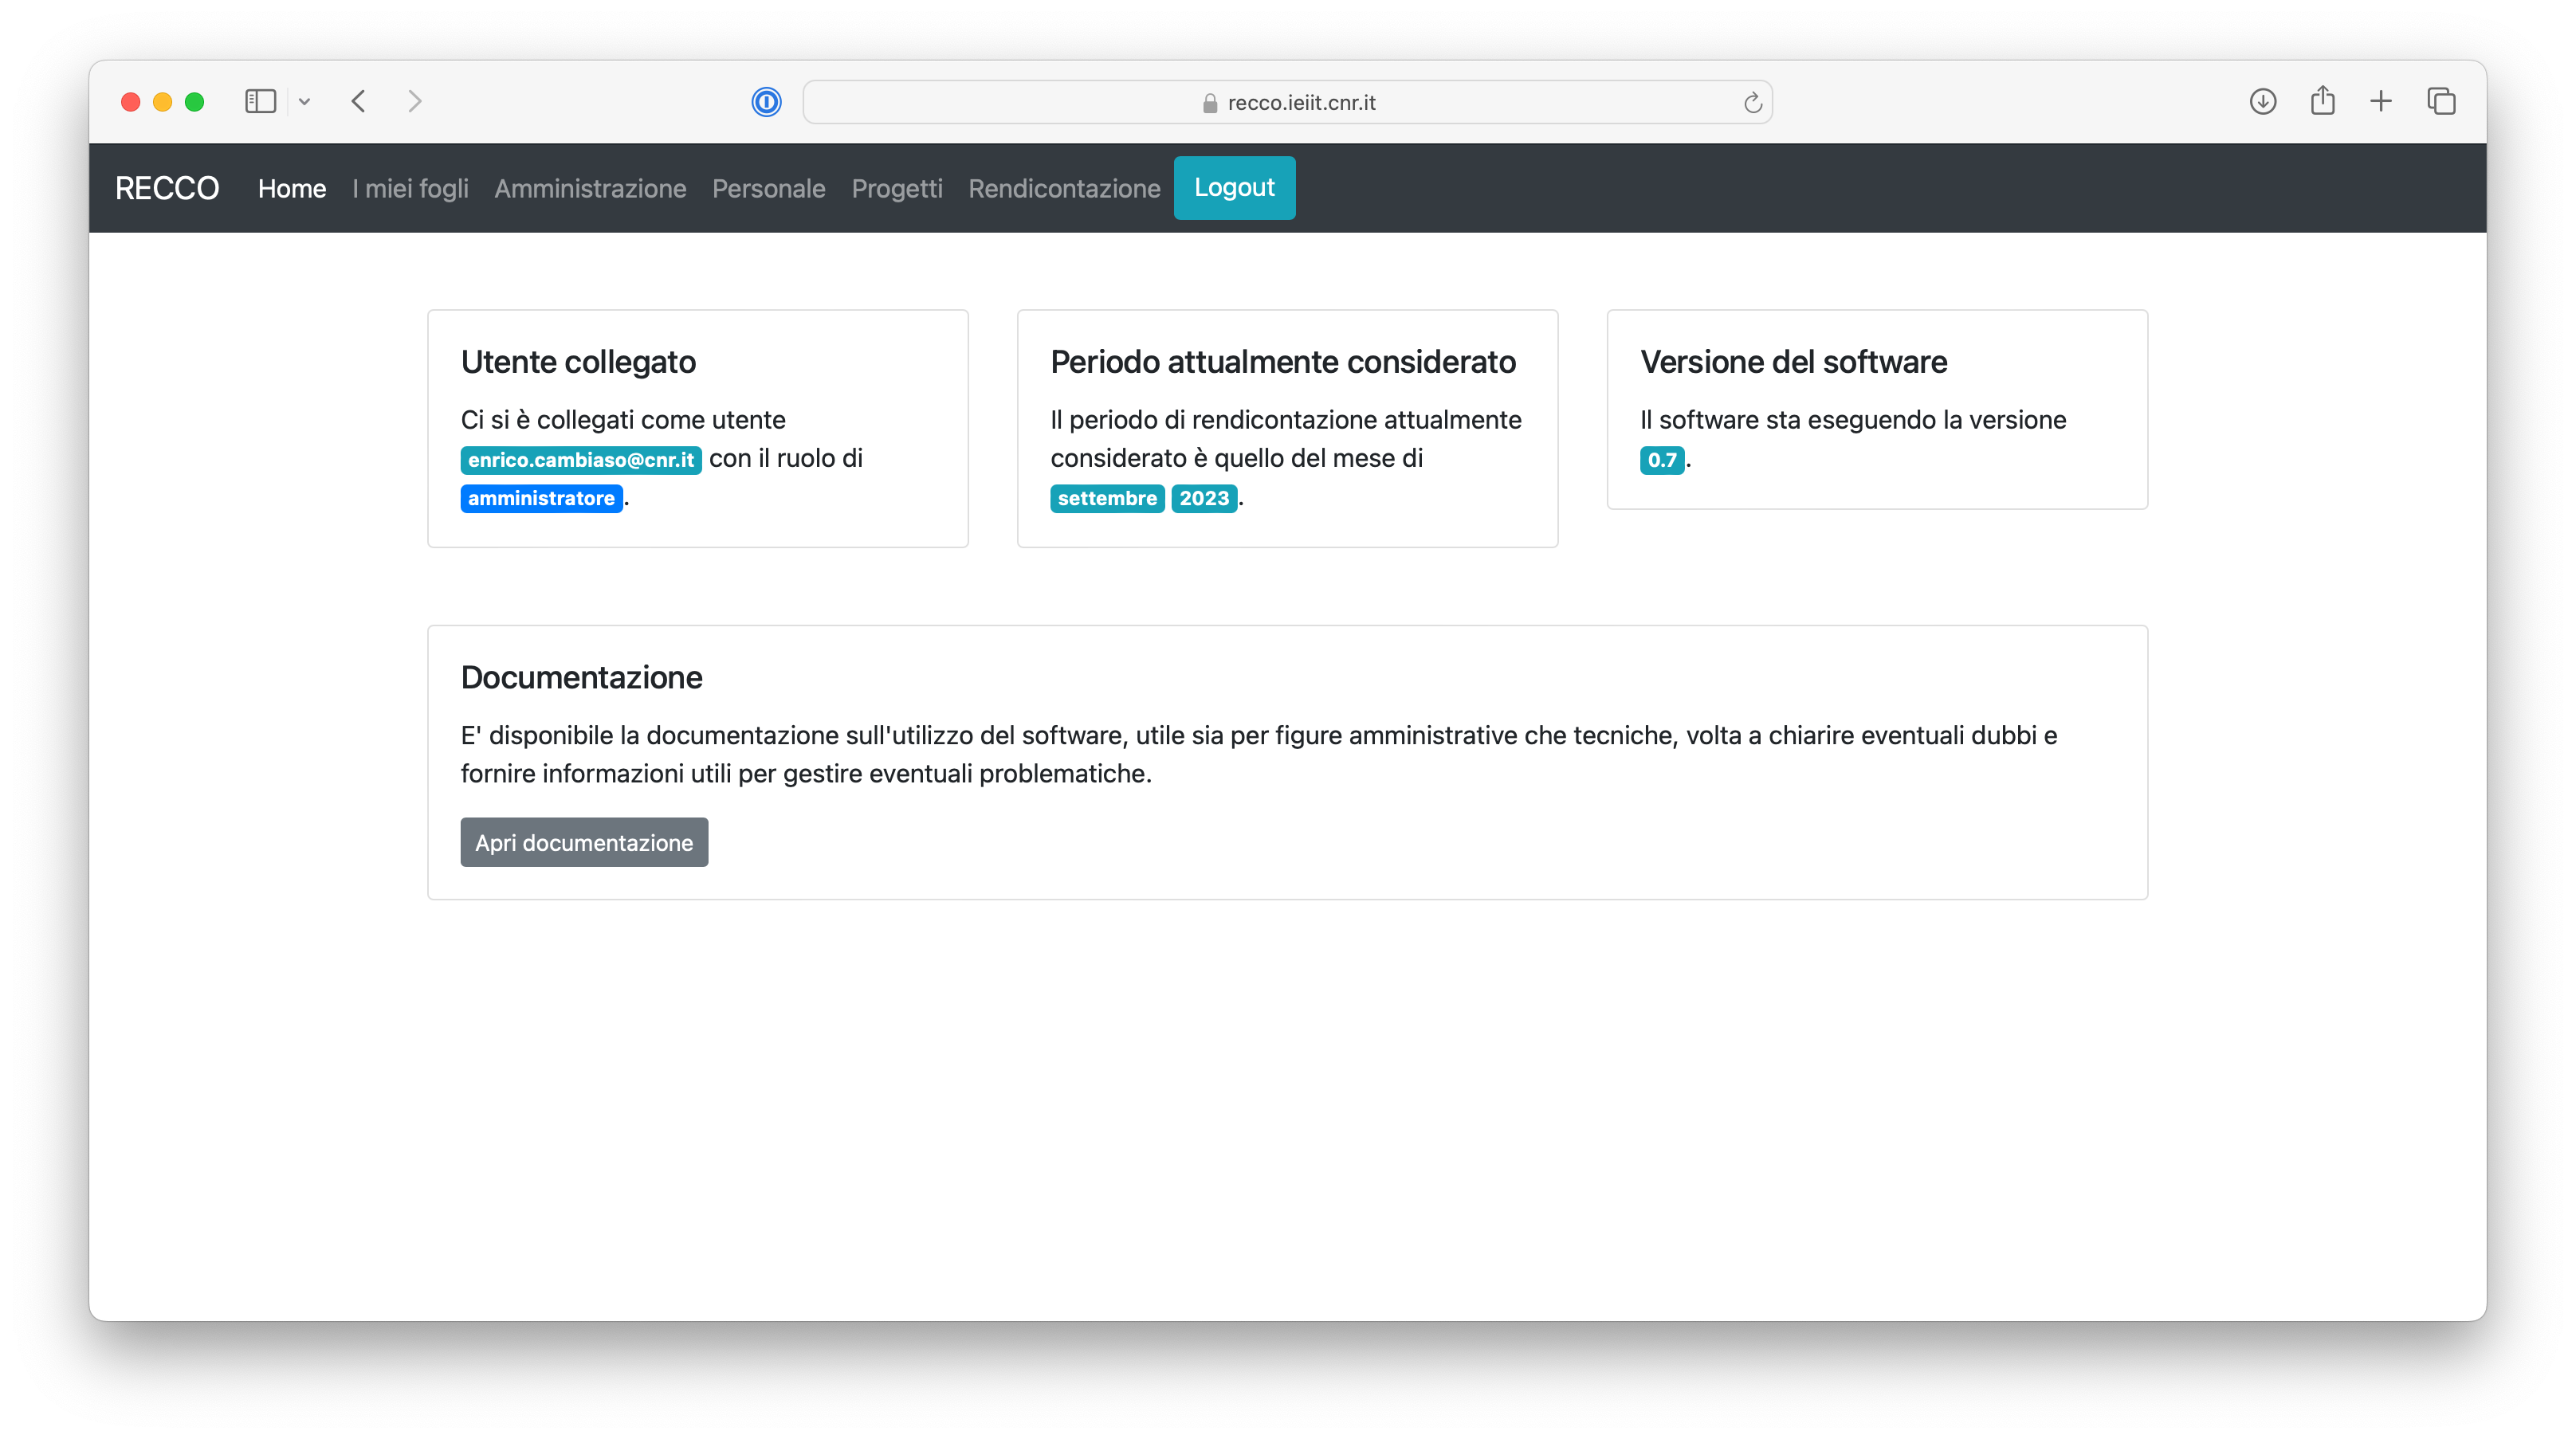 recco.ieiit.cnr.it
RECCO Home I miei fogli Amministrazione Personale Progetti Rendicontazione Logout
Utente collegato
Ci si è collegati come utente
enrico.cambiaso@cnr.it con il ruolo di
amministratore.
Periodo attualmente considerato
Il periodo di rendicontazione attualmente
considerato è quello del mese di
settembre 2023.
Versione del software
Il software sta eseguendo la versione
0.7.
Documentazione
E' disponibile la documentazione sull'utilizzo del software, utile sia per figure amministrative che tecniche, volta a chiarire eventuali dubbi e
fornire informazioni utili per gestire eventuali problematiche.
Apri documentazione